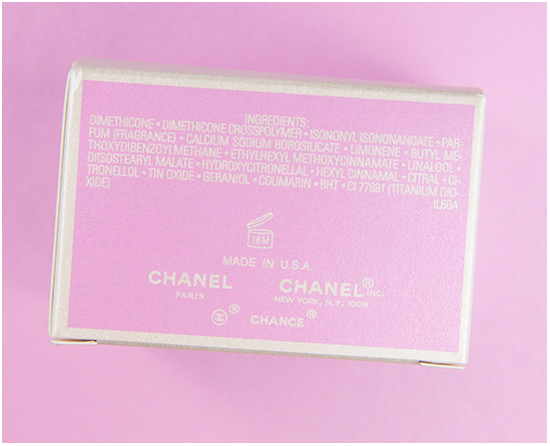 INGREDIENTS:
DIMETHICONE • DIMETHICONE CROSSPOLYMER • ISONONYL ISONONANOATE • PAR-
FUM (FRAGRANCE) • CALCIUM SODIUM BOROSILICATE • LIMONENE • BUTYL ME-
THOXYDIBENZOYLMETHANE • ETHYLHEXYL METHOXYCINNAMATE • LINALOOL •
DIISOSTEARYL MALATE • HYDROXYCITRONELLAL • HEXYL CINNAMAL • CITRAL • CI-
TRONELLOL • TIN OXIDE • GERANIOL • COUMARIN • BHT • CI 77891 (TITANIUM DIO-
XIDE)
IL60A
18 M
MADE IN U.S.A.
CHANEL CHANEL® INC.
PARIS NEW YORK, N.Y. 10019
® CHANCE®